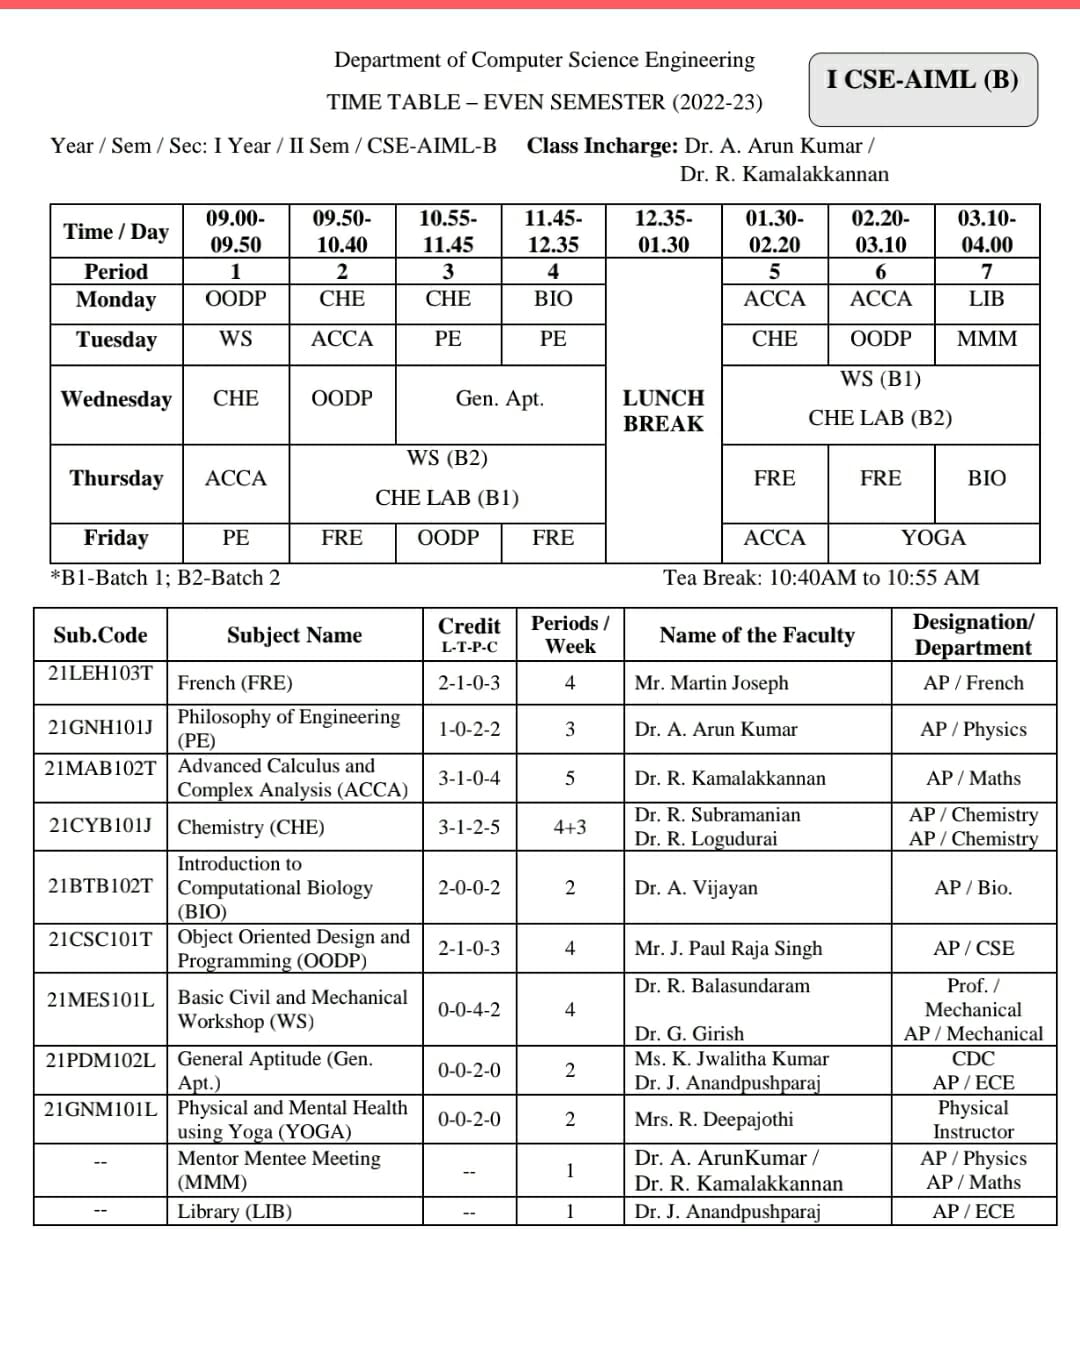 Department of Computer Science Engineering
I CSE-AIML (B)
TIME TABLE – EVEN SEMESTER (2022-23)
Year / Sem / Sec: I Year / II Sem / CSE-AIML-B Class Incharge: Dr. A. Arun Kumar /
Dr. R. Kamalakkannan
Time / Day 09.00-09.50 09.50-10.40 10.55-11.45 11.45-12.35 12.35-01.30 01.30-02.20 02.20-03.10 03.10-04.00
Period 1 2 3 4 5 6 7
Monday OODP CHE CHE BIO ACCA ACCA LIB
Tuesday WS ACCA PE PE CHE OODP MMM
Wednesday CHE OODP Gen. Apt. LUNCH BREAK WS (B1) CHE LAB (B2)
Thursday ACCA WS (B2) CHE LAB (B1) FRE FRE BIO
Friday PE FRE OODP FRE ACCA YOGA
*B1-Batch 1; B2-Batch 2 Tea Break: 10:40AM to 10:55 AM
Sub.Code Subject Name Credit L-T-P-C Periods / Week Name of the Faculty Designation/ Department
21LEH103T French (FRE) 2-1-0-3 4 Mr. Martin Joseph AP / French
21GNH101J Philosophy of Engineering (PE) 1-0-2-2 3 Dr. A. Arun Kumar AP / Physics
21MAB102T Advanced Calculus and Complex Analysis (ACCA) 3-1-0-4 5 Dr. R. Kamalakkannan AP / Maths
21CYB101J Chemistry (CHE) 3-1-2-5 4+3 Dr. R. Subramanian Dr. R. Logudurai AP / Chemistry AP / Chemistry
21BTB102T Introduction to Computational Biology (BIO) 2-0-0-2 2 Dr. A. Vijayan AP / Bio.
21CSC101T Object Oriented Design and Programming (OODP) 2-1-0-3 4 Mr. J. Paul Raja Singh AP / CSE
21MES101L Basic Civil and Mechanical Workshop (WS) 0-0-4-2 4 Dr. R. Balasundaram Dr. G. Girish Prof. / Mechanical AP / Mechanical
21PDM102L General Aptitude (Gen. Apt.) 0-0-2-0 2 Ms. K. Jwalitha Kumar Dr. J. Anandpushparaj CDC AP / ECE
21GNM101L Physical and Mental Health using Yoga (YOGA) 0-0-2-0 2 Mrs. R. Deepajothi Physical Instructor
-- Mentor Mentee Meeting (MMM) -- 1 Dr. A. ArunKumar / Dr. R. Kamalakkannan AP / Physics AP / Maths
-- Library (LIB) -- 1 Dr. J. Anandpushparaj AP / ECE